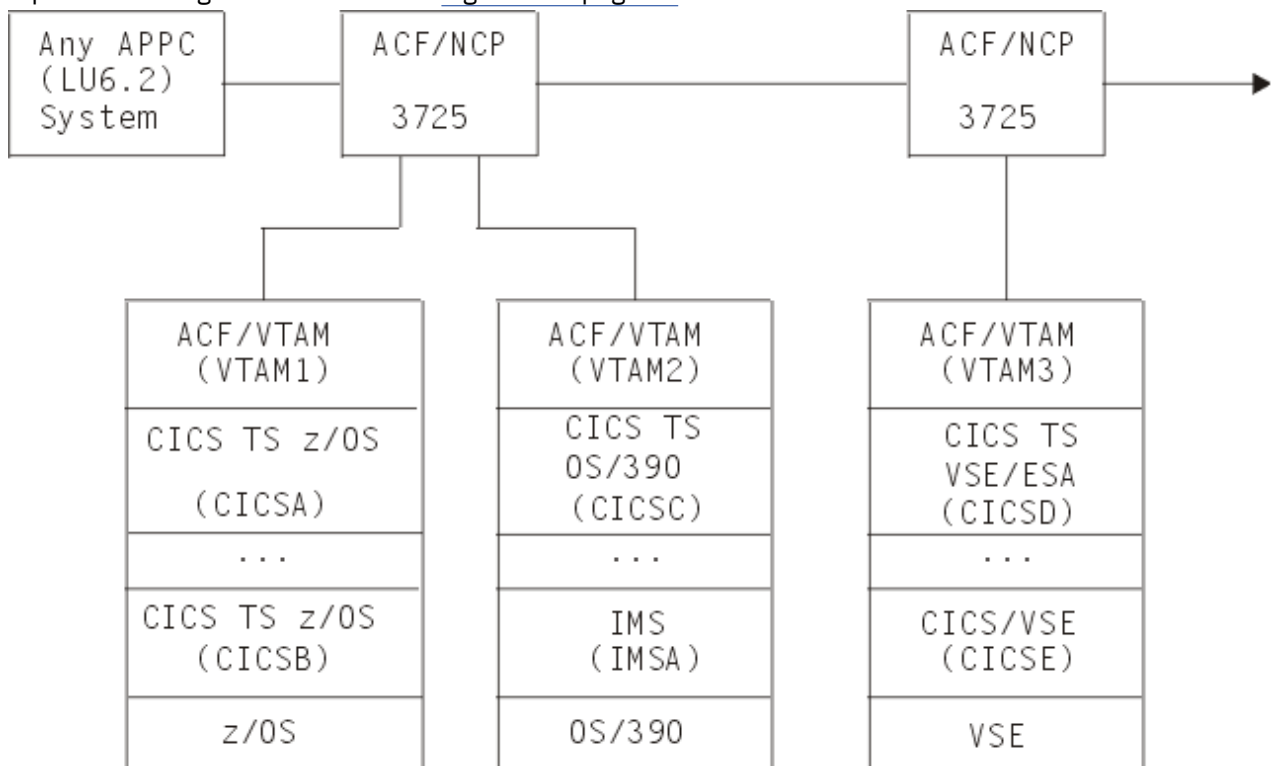 Any APPC
(LU6.2)
System
ACF/NCP
3725
ACF/NCP
3725
ACF/VTAM
(VTAM1)
CICS TS z/OS
(CICSA)
...
CICS TS z/OS
(CICSB)
z/OS
ACF/VTAM
(VTAM2)
CICS TS
OS/390
(CICSC)
...
IMS
(IMSA)
OS/390
ACF/VTAM
(VTAM3)
CICS TS
VSE/ESA
(CICSD)
...
CICS/VSE
(CICSE)
VSE